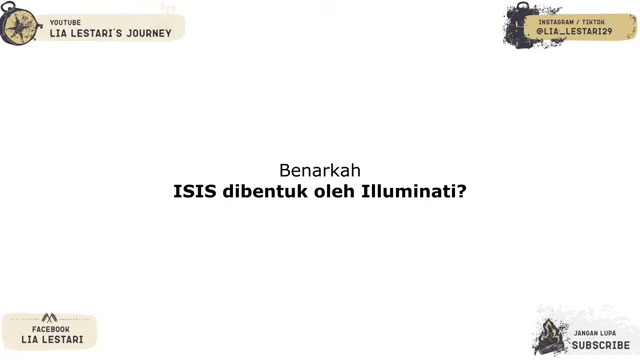 YOUTUBE
LIA LESTARI'S JOURNEY
INSTAGRAM / TIKTOK
@LIA_LESTARI29
Benarkah
ISIS dibentuk oleh Illuminati?
FACEBOOK
LIA LESTARI
JANGAN LUPA
SUBSCRIBE